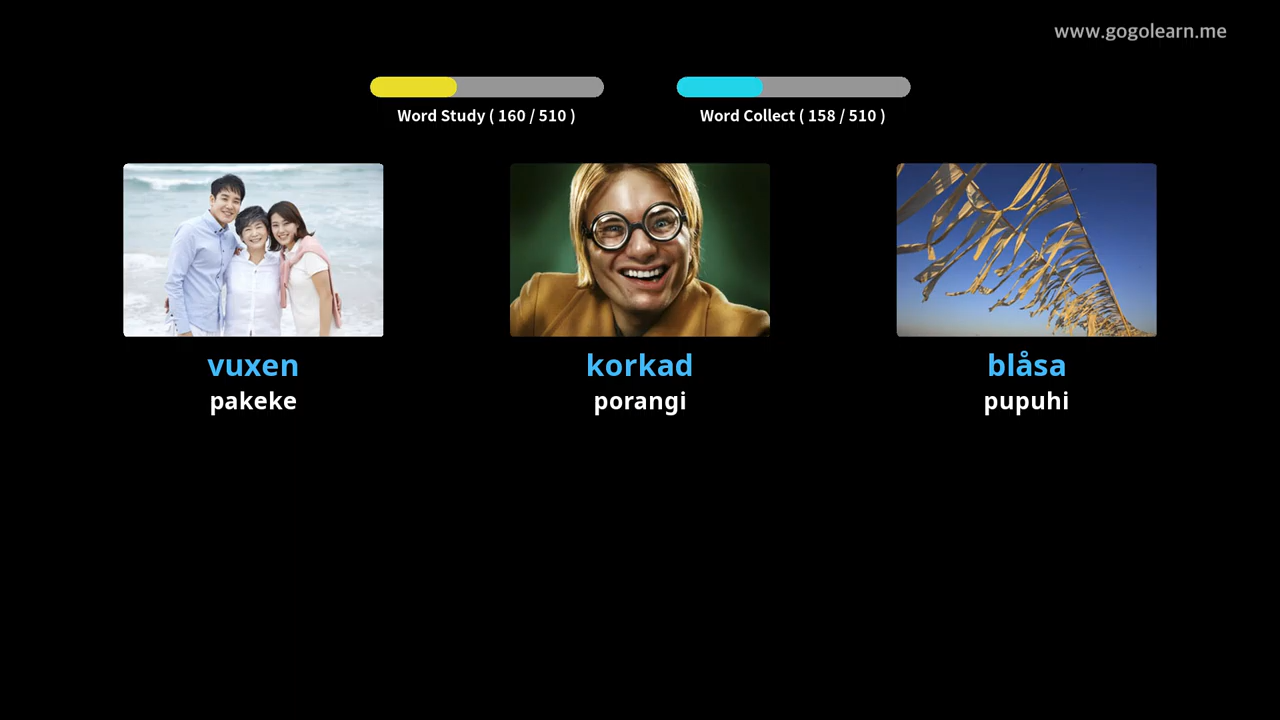 www.gogolearn.me
Word Study ( 160 / 510 )
Word Collect ( 158 / 510 )
vuxen
korkad
blåsa
pakeke
porangi
pupuhi